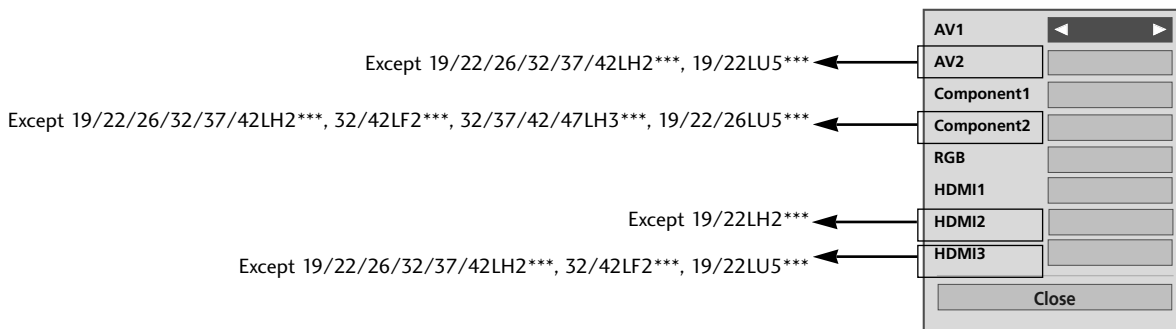 AV1 ◀ ▶
Except 19/22/26/32/37/42LH2***, 19/22LU5***
AV2
Component1
Except 19/22/26/32/37/42LH2***, 32/42LF2***, 32/37/42/47LH3***, 19/22/26LU5***
Component2
RGB
HDMI1
Except 19/22LH2***
HDMI2
Except 19/22/26/32/37/42LH2***, 32/42LF2***, 19/22LU5***
HDMI3
Close